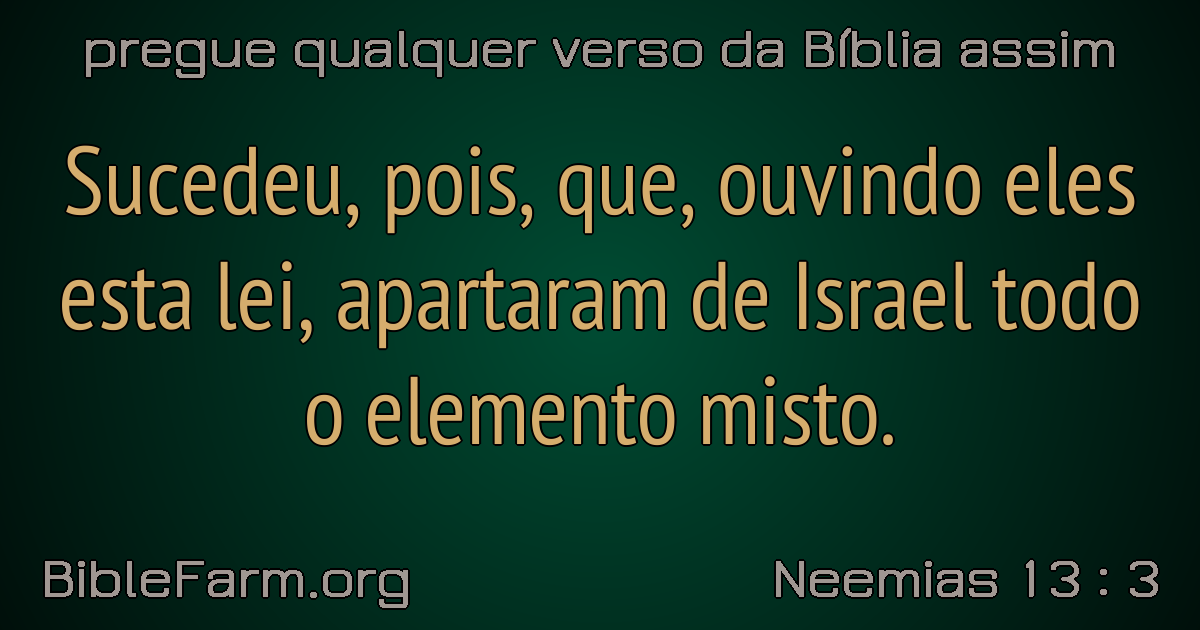 pregue qualquer verso da Bíblia assim
Sucedeu, pois, que, ouvindo eles
esta lei, apartaram de Israel todo
o elemento misto.
BibleFarm.org
Neemias 13 : 3